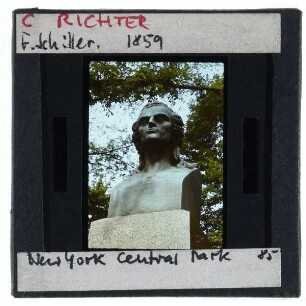 C RICHTER
F. Schiller. 1859
New York Central Park 85